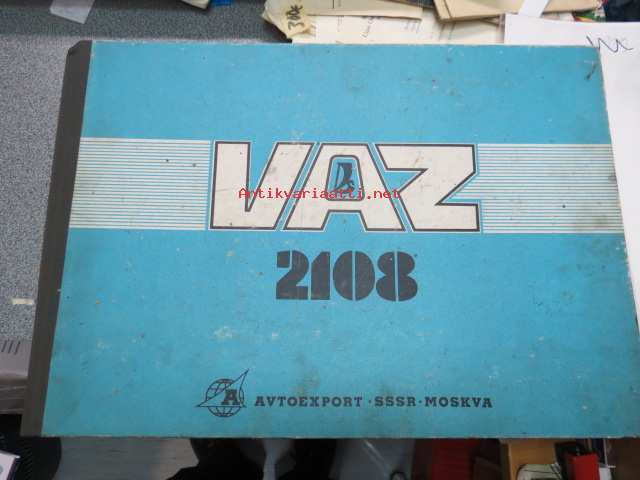 VAZ
Antikvariaatti.net
2108
A AVTOEXPORT · SSSR · MOSKVA